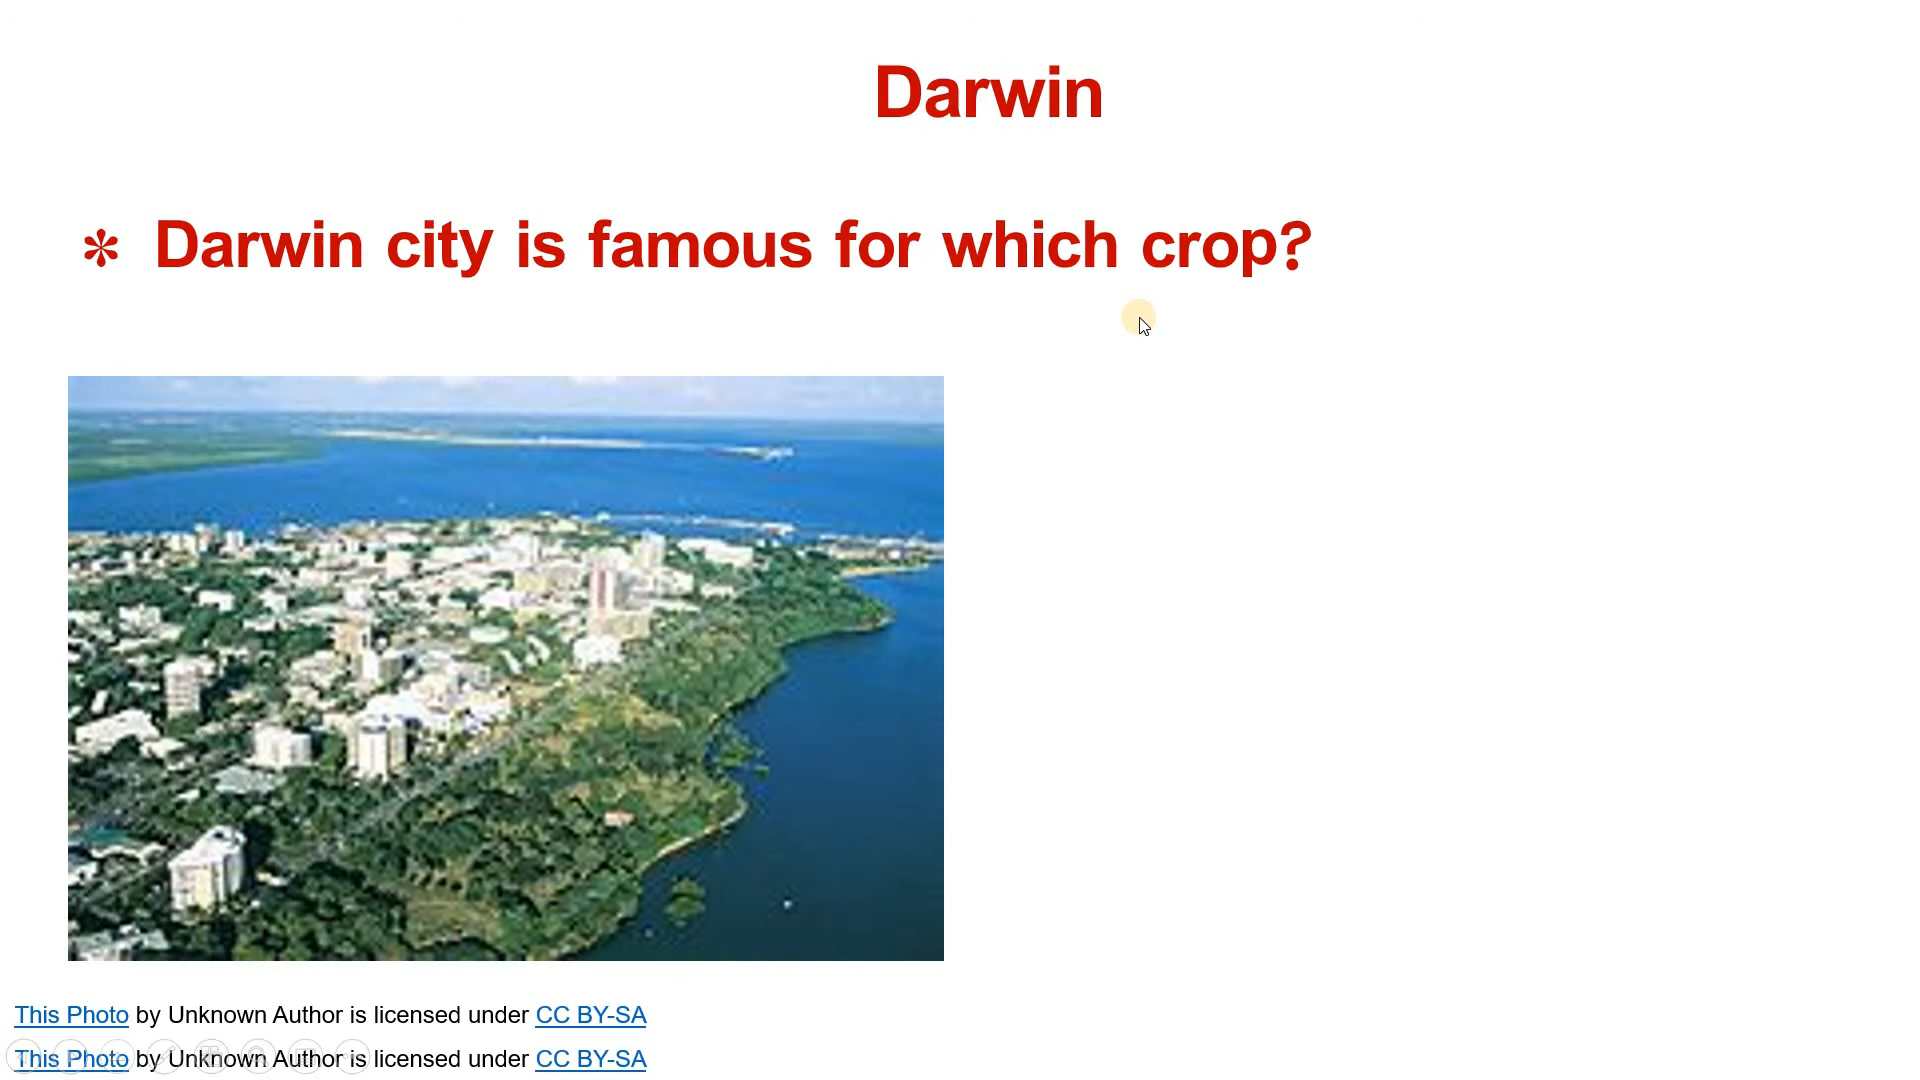 Darwin
* Darwin city is famous for which crop?
This Photo by Unknown Author is licensed under CC BY-SA
This Photo by Unknown Author is licensed under CC BY-SA